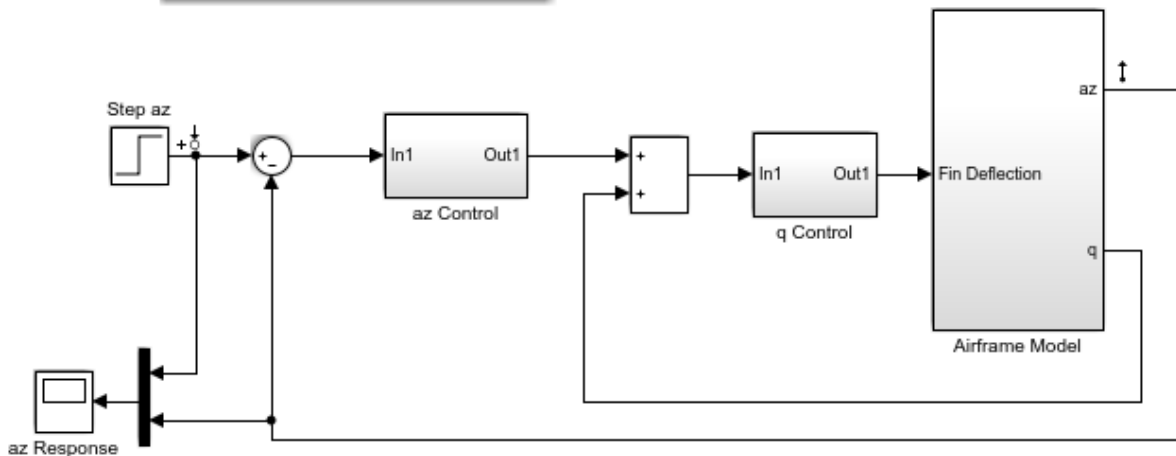 Step az
+
+
-
In1
Out1
az Control
+
+
In1
Out1
q Control
Fin Deflection
az
q
Airframe Model
az Response